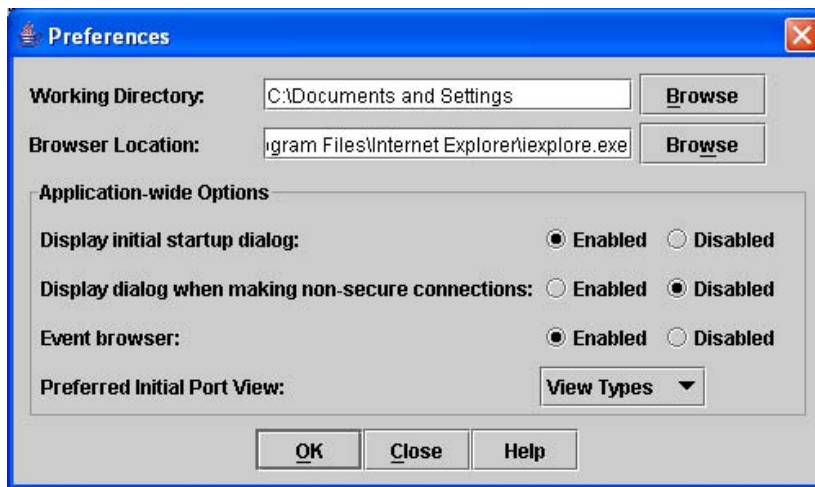 Preferences
Working Directory: C:\Documents and Settings Browse
Browser Location: gram Files\Internet Explorer\iexplore.exe Browse
Application-wide Options
Display initial startup dialog: Enabled Disabled
Display dialog when making non-secure connections: Enabled Disabled
Event browser: Enabled Disabled
Preferred Initial Port View: View Types
OK Close Help